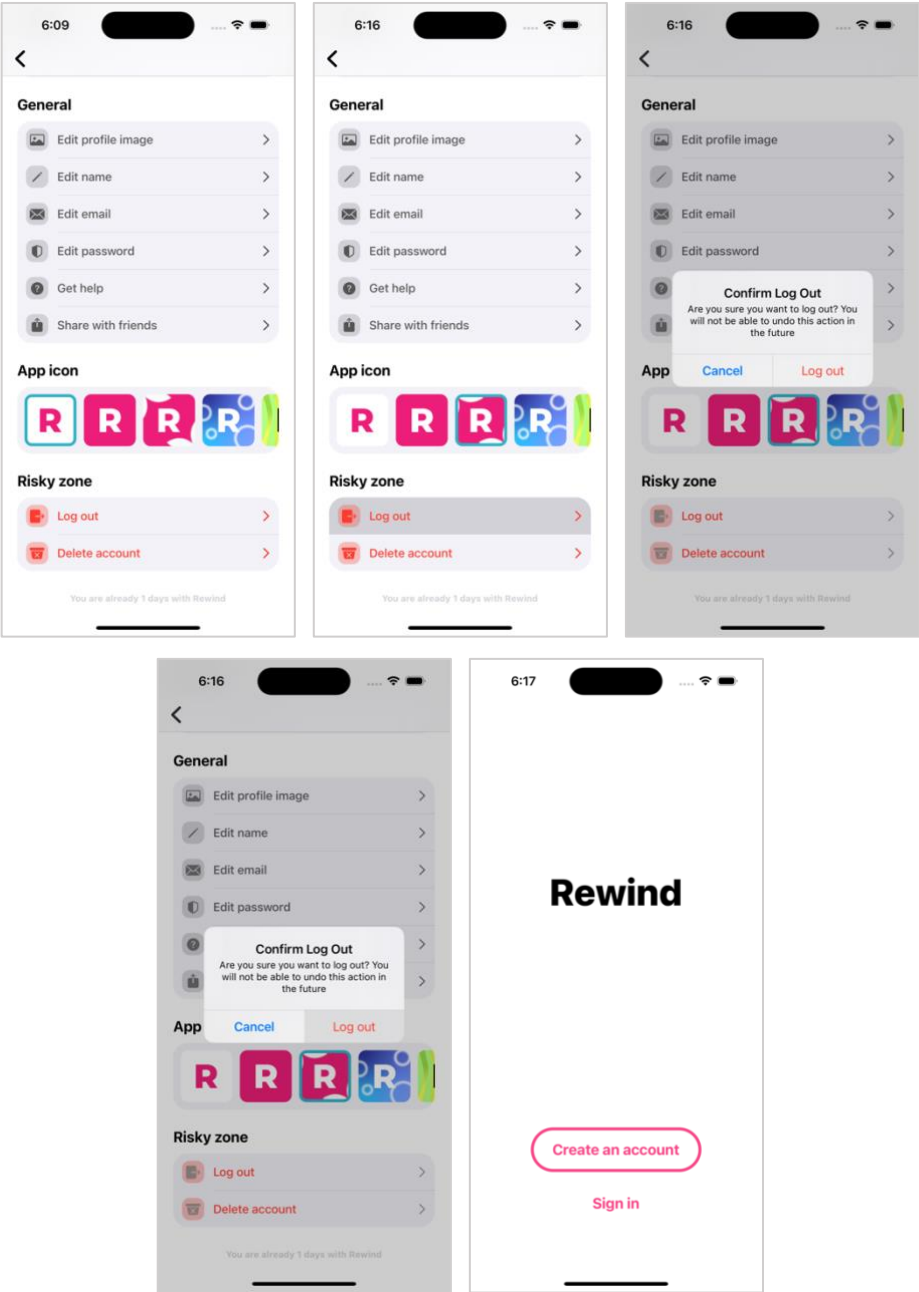 6:09
General
Edit profile image
Edit name
Edit email
Edit password
Get help
Share with friends
App icon
R R R R
Risky zone
Log out
Delete account
You are already 1 days with Rewind
6:16
General
Edit profile image
Edit name
Edit email
Edit password
Get help
Share with friends
App icon
R R R R
Risky zone
Log out
Delete account
You are already 1 days with Rewind
6:16
General
Edit profile image
Edit name
Edit email
Edit password
Confirm Log Out
Are you sure you want to log out? You
will not be able to undo this action in
the future
App
Cancel Log out
R R R R
Risky zone
Log out
Delete account
You are already 1 days with Rewind
6:16
General
Edit profile image
Edit name
Edit email
Edit password
Confirm Log Out
Are you sure you want to log out? You
will not be able to undo this action in
the future
App
Cancel Log out
R R R R
Risky zone
Log out
Delete account
You are already 1 days with Rewind
6:17
Rewind
Create an account
Sign in